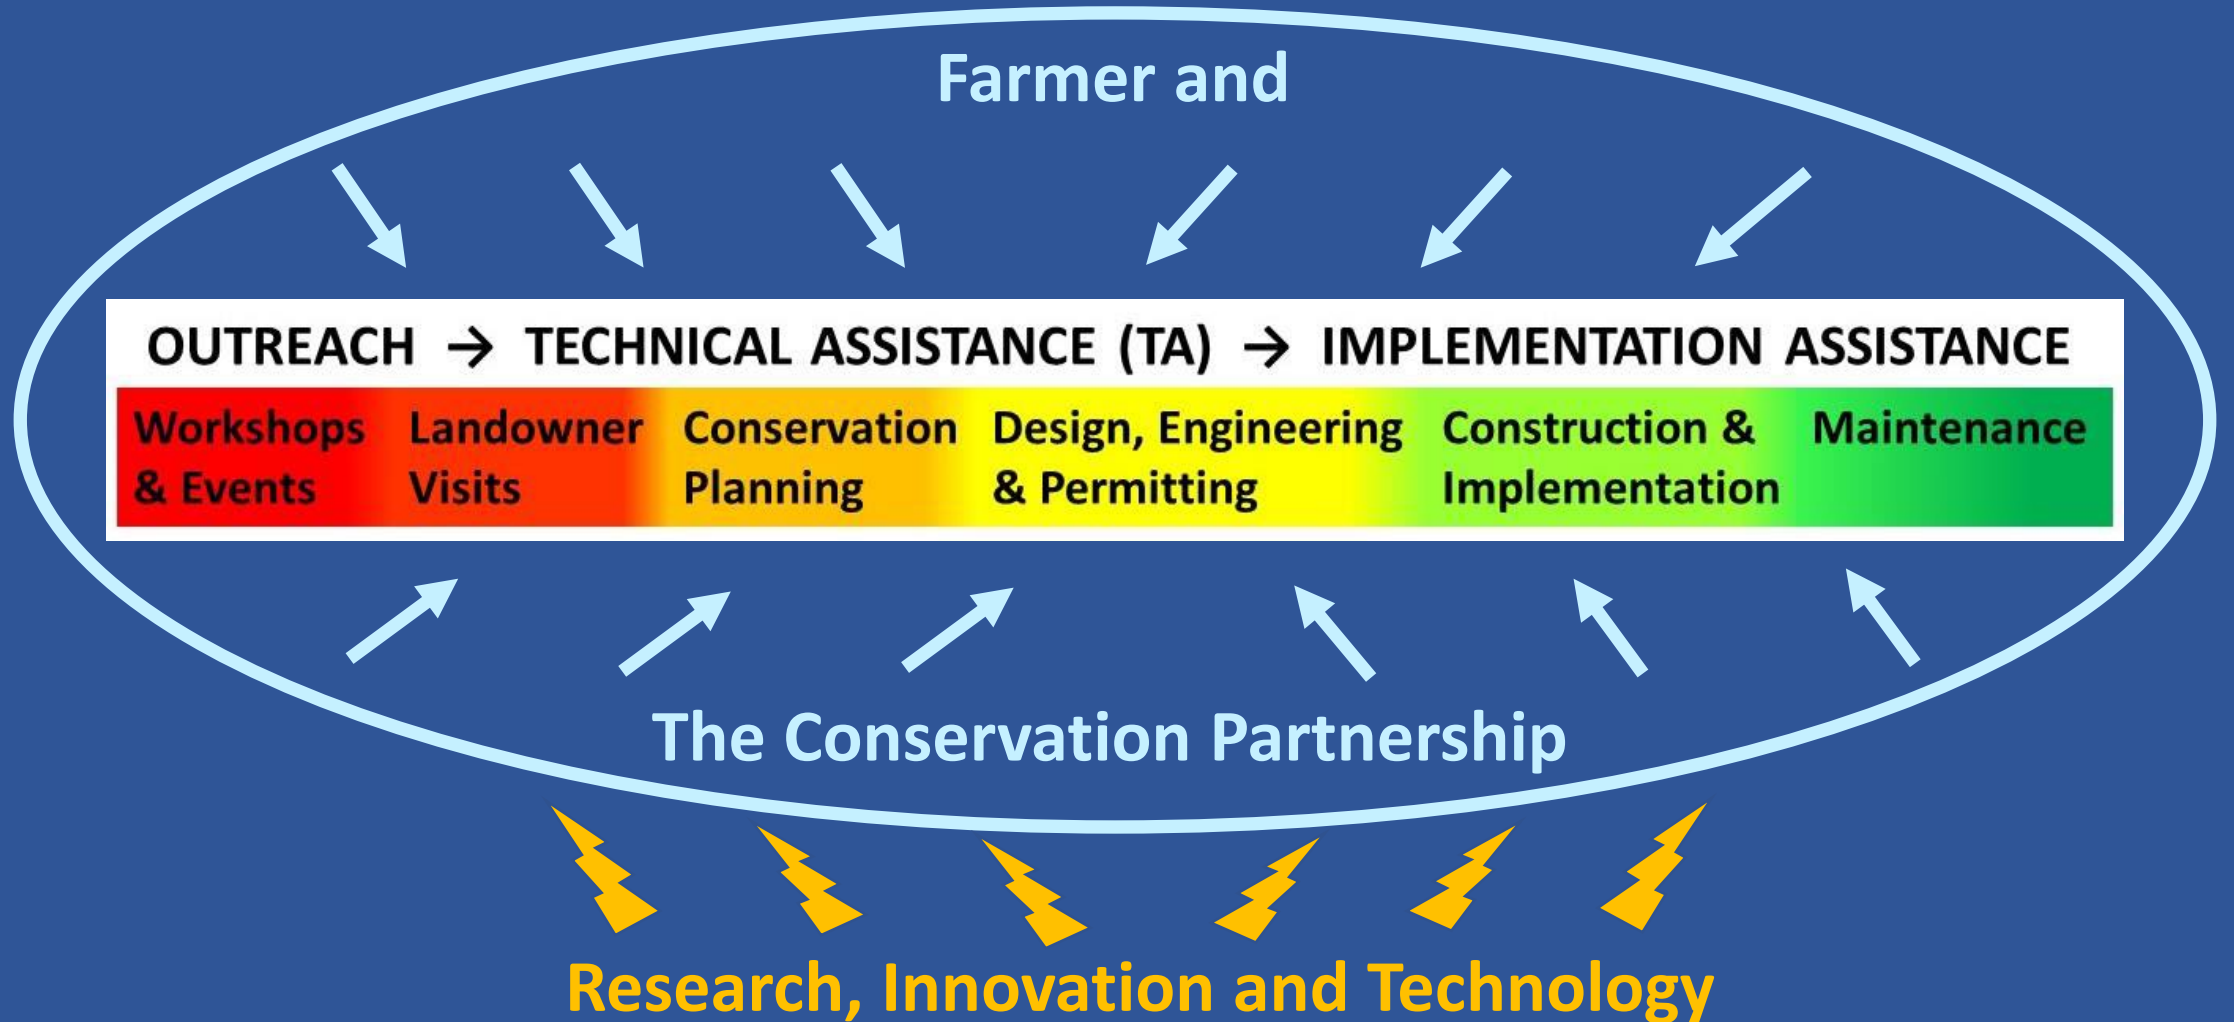 Farmer and
OUTREACH → TECHNICAL ASSISTANCE (TA) → IMPLEMENTATION ASSISTANCE
Workshops
& Events
Landowner
Visits
Conservation
Planning
Design, Engineering
& Permitting
Construction &
Implementation
Maintenance
The Conservation Partnership
Research, Innovation and Technology